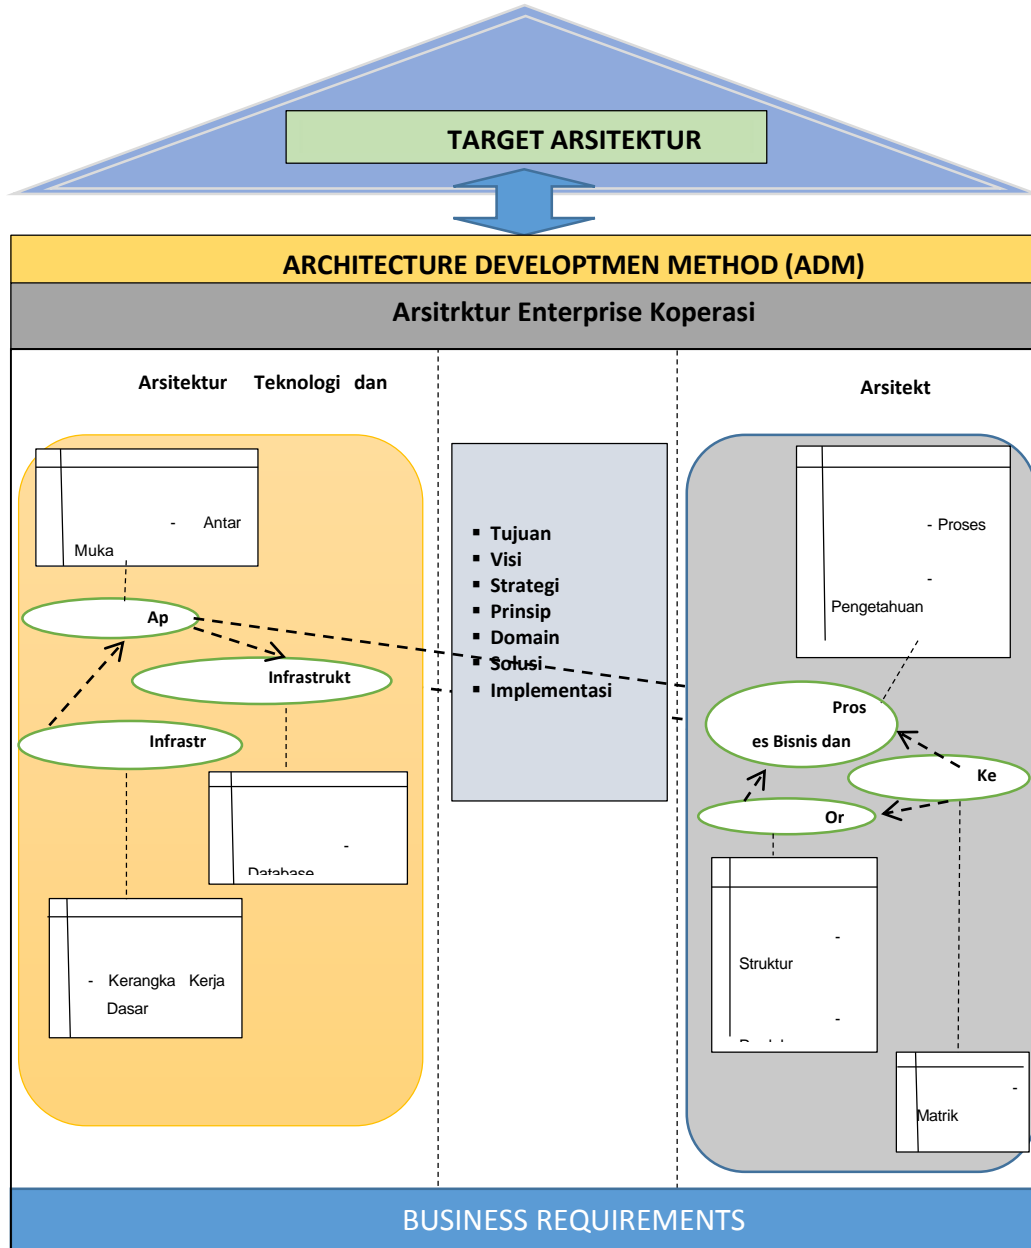 TARGET ARSITEKTUR
ARCHITECTURE DEVELOPTMEN METHOD (ADM)
Arsitrktur Enterprise Koperasi
Arsitektur Teknologi dan
- Antar
Muka
Ap
Infrastrukt
Infrastr
-
Database
- Kerangka Kerja
Dasar
▪ Tujuan
▪ Visi
▪ Strategi
▪ Prinsip
▪ Domain
▪ Solusi
▪ Implementasi
Arsitekt
- Proses
-
Pengetahuan
Pros
es Bisnis dan
Ke
Or
-
Struktur
-
-
Matrik
BUSINESS REQUIREMENTS